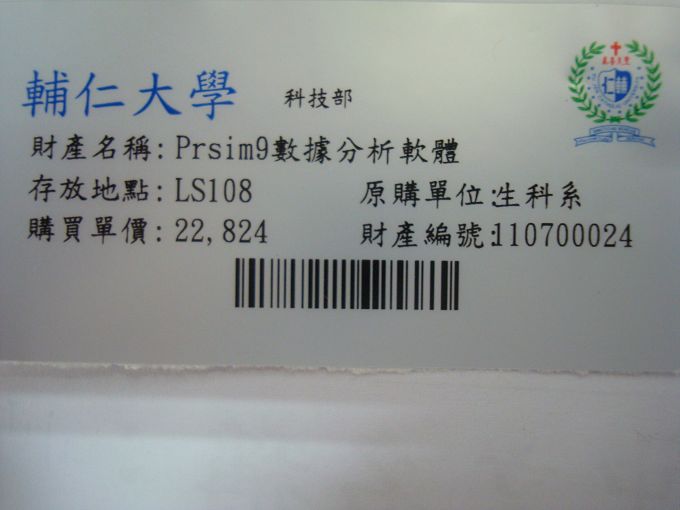 輔仁大學 科技部
財產名稱: Prsim9數據分析軟體
存放地點: LS108 原購單位:生科系
購買單價: 22,824 財產編號:110700024